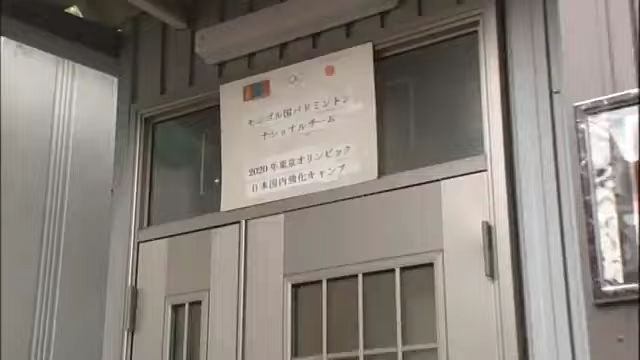 モンゴル国バドミントン
ナショナルチーム
2020年東京オリンピック
日本国内強化キャンプ